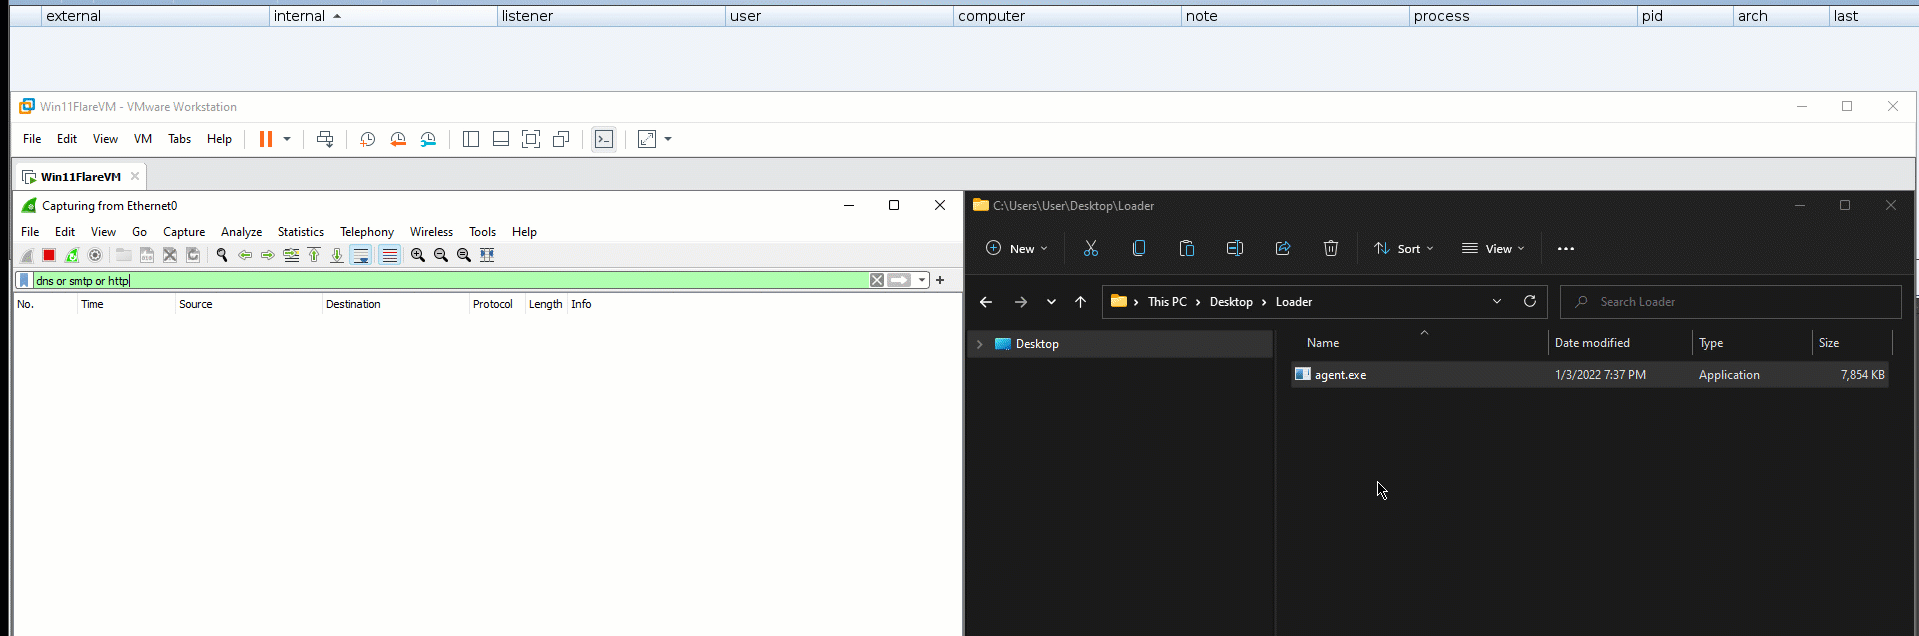 external internal listener user computer note process pid arch last
Win11FlareVM - VMware Workstation
File Edit View VM Tabs Help
Win11FlareVM
Capturing from Ethernet0
File Edit View Go Capture Analyze Statistics Telephony Wireless Tools Help
dns or smtp or http
No. Time Source Destination Protocol Length Info
C:\Users\User\Desktop\Loader
New Sort View
This PC Desktop Loader Search Loader
Desktop
Name Date modified Type Size
agent.exe 1/3/2022 7:37 PM Application 7,854 KB